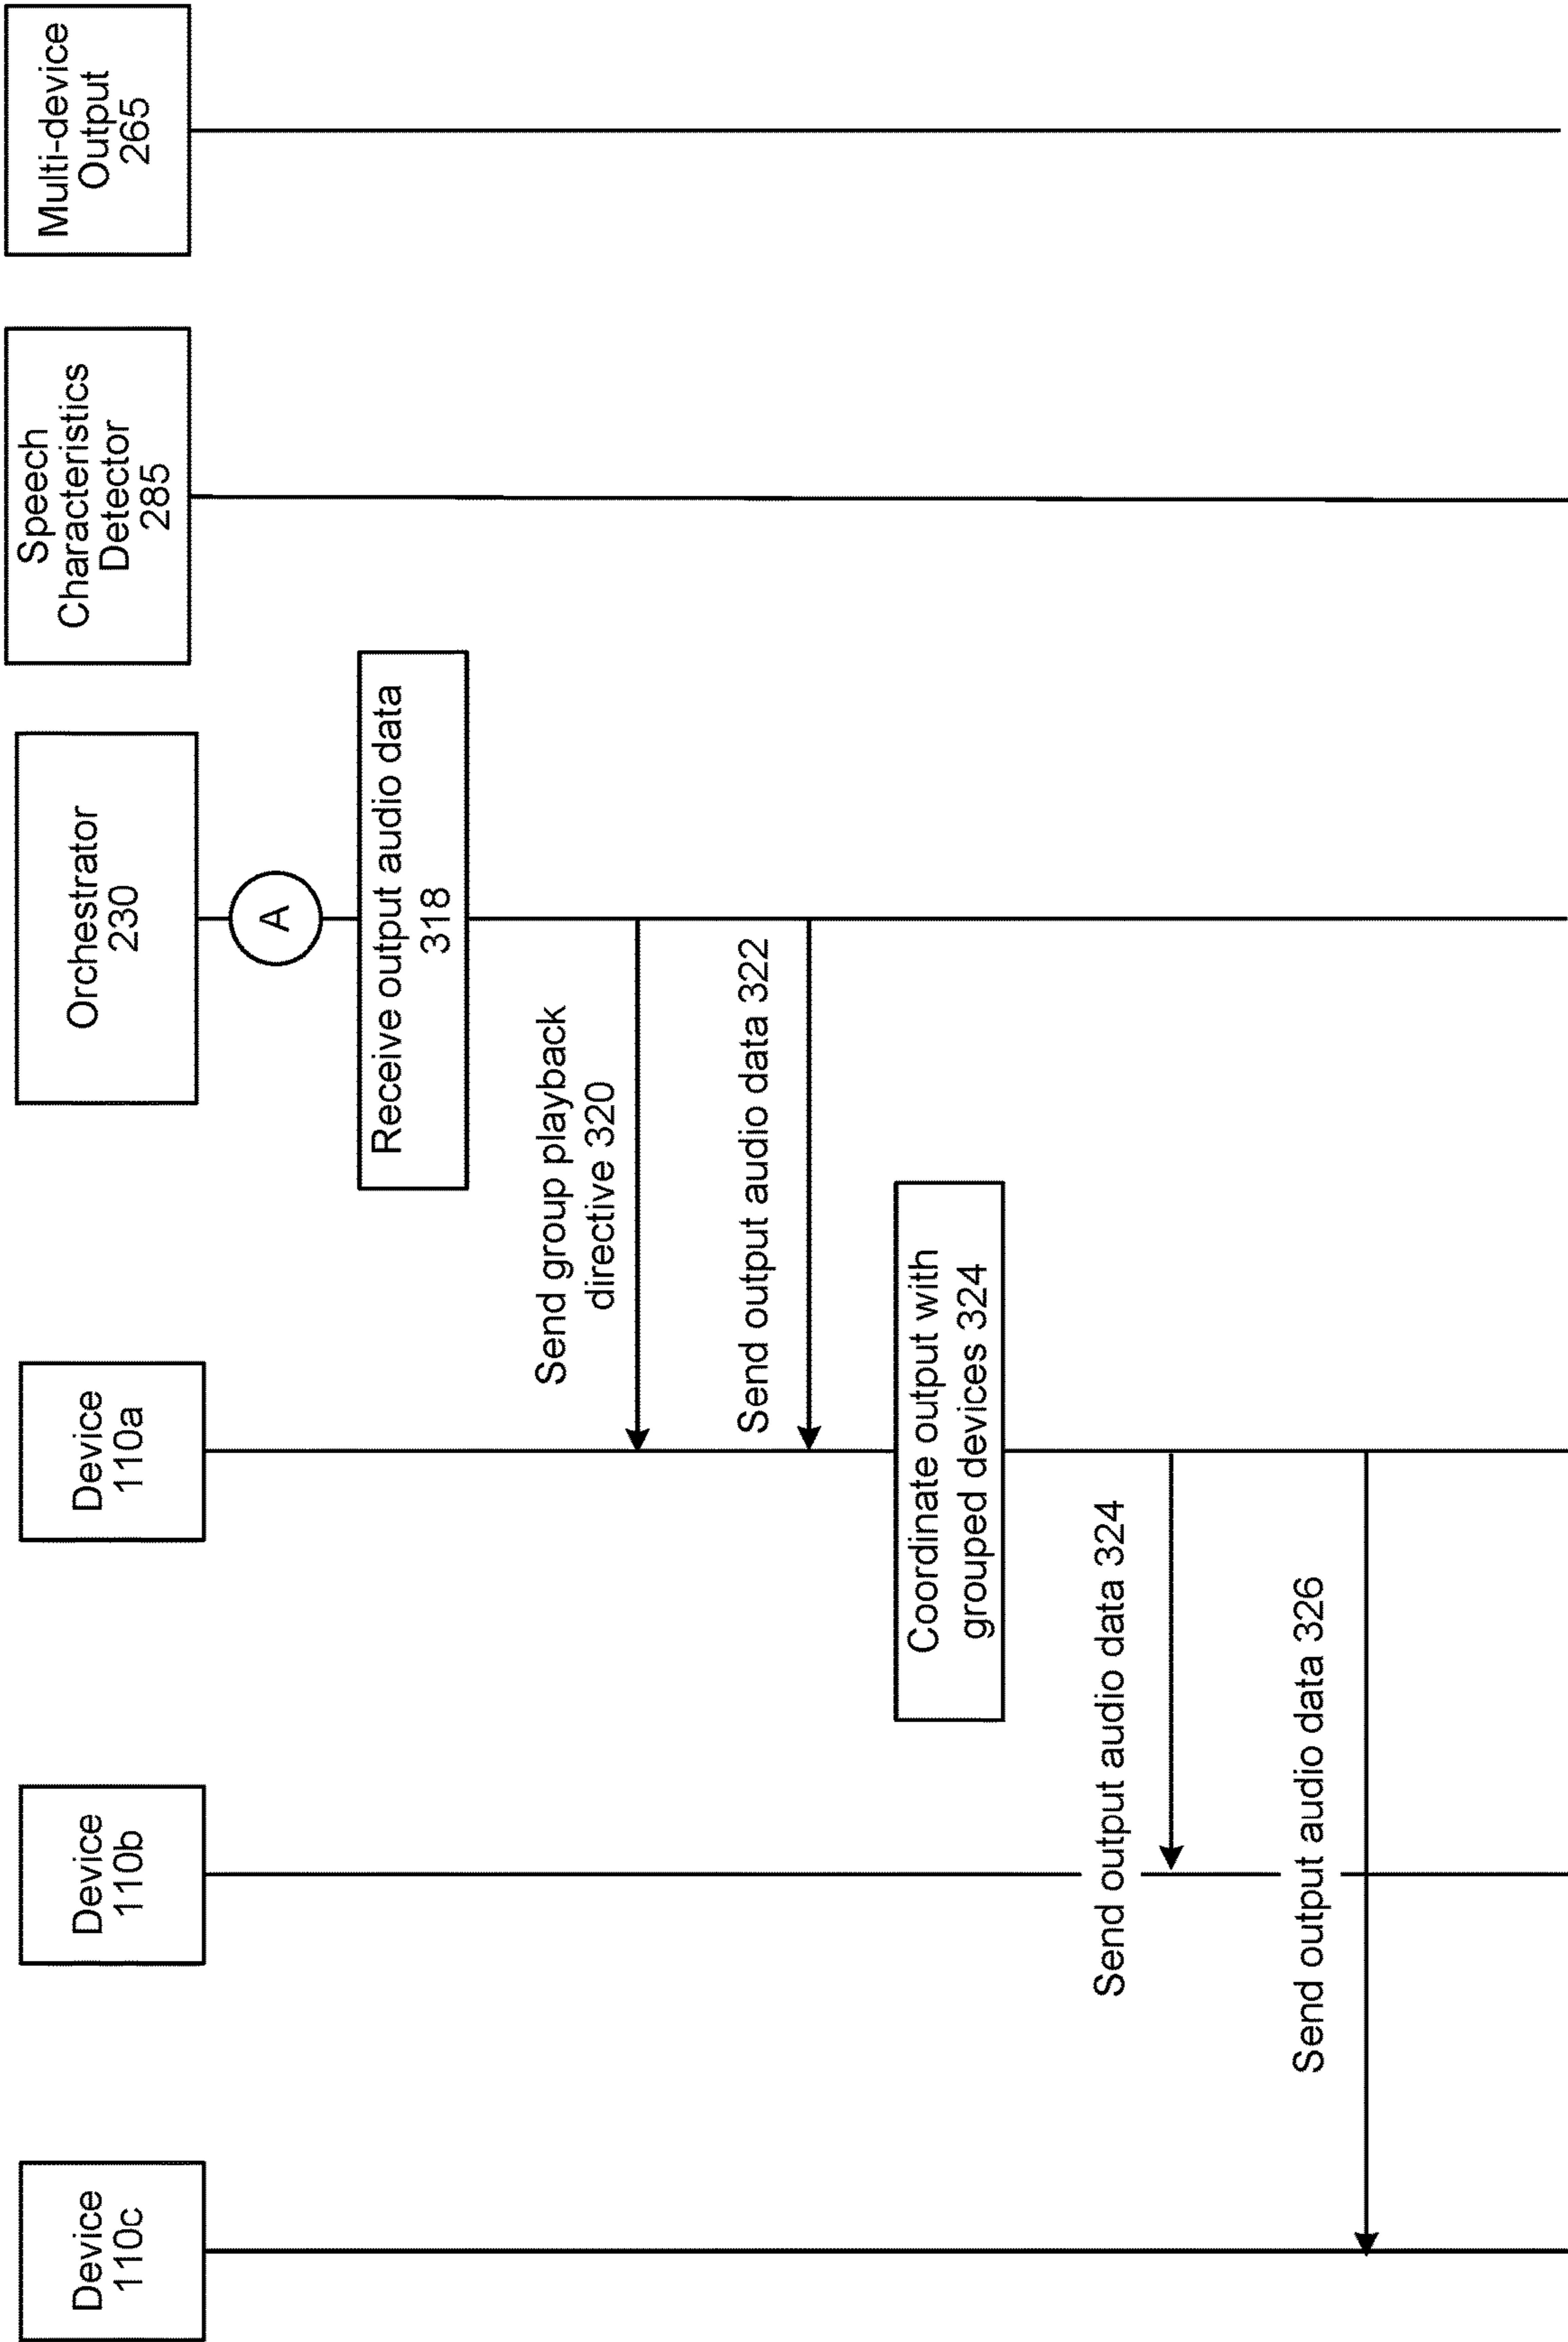 Device
110c
Device
110b
Device
110a
Orchestrator
230
Speech
Characteristics
Detector
285
Multi-device
Output
265
A
Receive output audio data
318
Send group playback
directive 320
Send output audio data 322
Coordinate output with
grouped devices 324
Send output audio data 324
Send output audio data 326